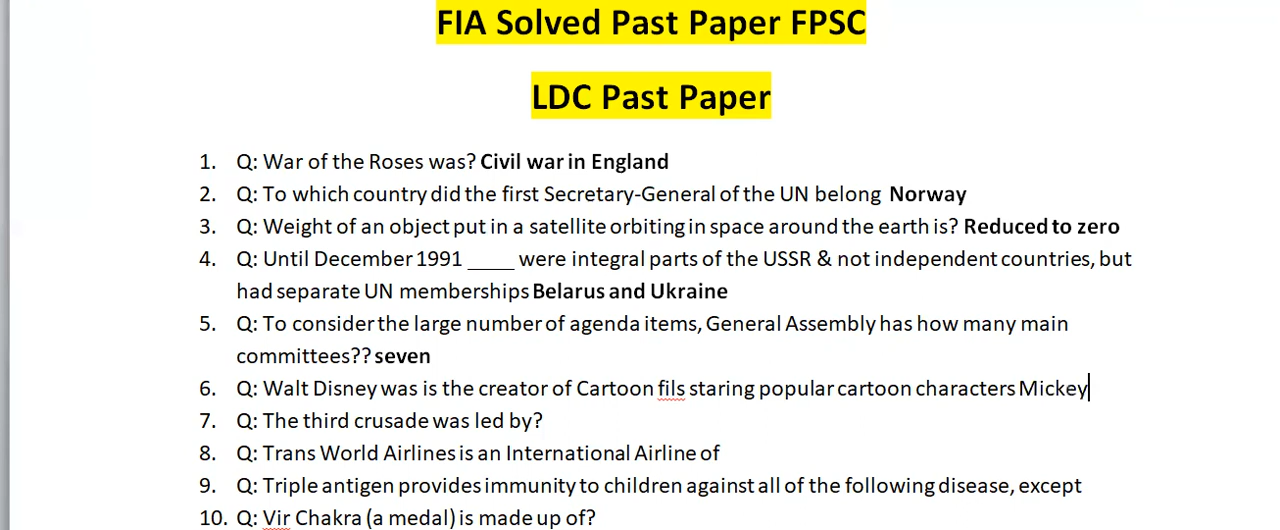 FIA Solved Past Paper FPSC
LDC Past Paper
1. Q: War of the Roses was? Civil war in England
2. Q: To which country did the first Secretary-General of the UN belong Norway
3. Q: Weight of an object put in a satellite orbiting in space around the earth is? Reduced to zero
4. Q: Until December 1991 ____ were integral parts of the USSR & not independent countries, but
had separate UN memberships Belarus and Ukraine
5. Q: To consider the large number of agenda items, General Assembly has how many main
committees?? seven
6. Q: Walt Disney was is the creator of Cartoon fils staring popular cartoon characters Mickey
7. Q: The third crusade was led by?
8. Q: Trans World Airlines is an International Airline of
9. Q: Triple antigen provides immunity to children against all of the following disease, except
10. Q: Vir Chakra (a medal) is made up of?